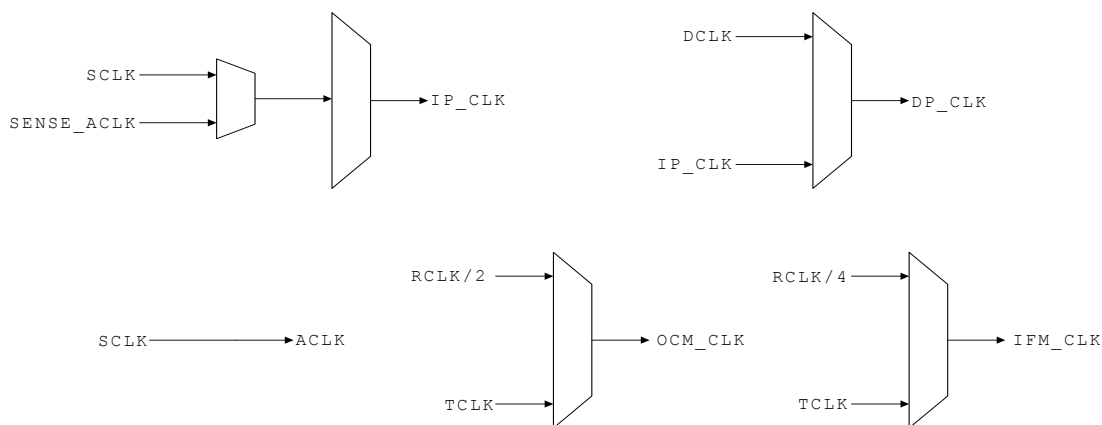 SCLK
SENSE_ACLK
IP_CLK
DCLK
IP_CLK
DP_CLK
SCLK
ACLK
RCLK/2
TCLK
OCM_CLK
RCLK/4
TCLK
IFM_CLK